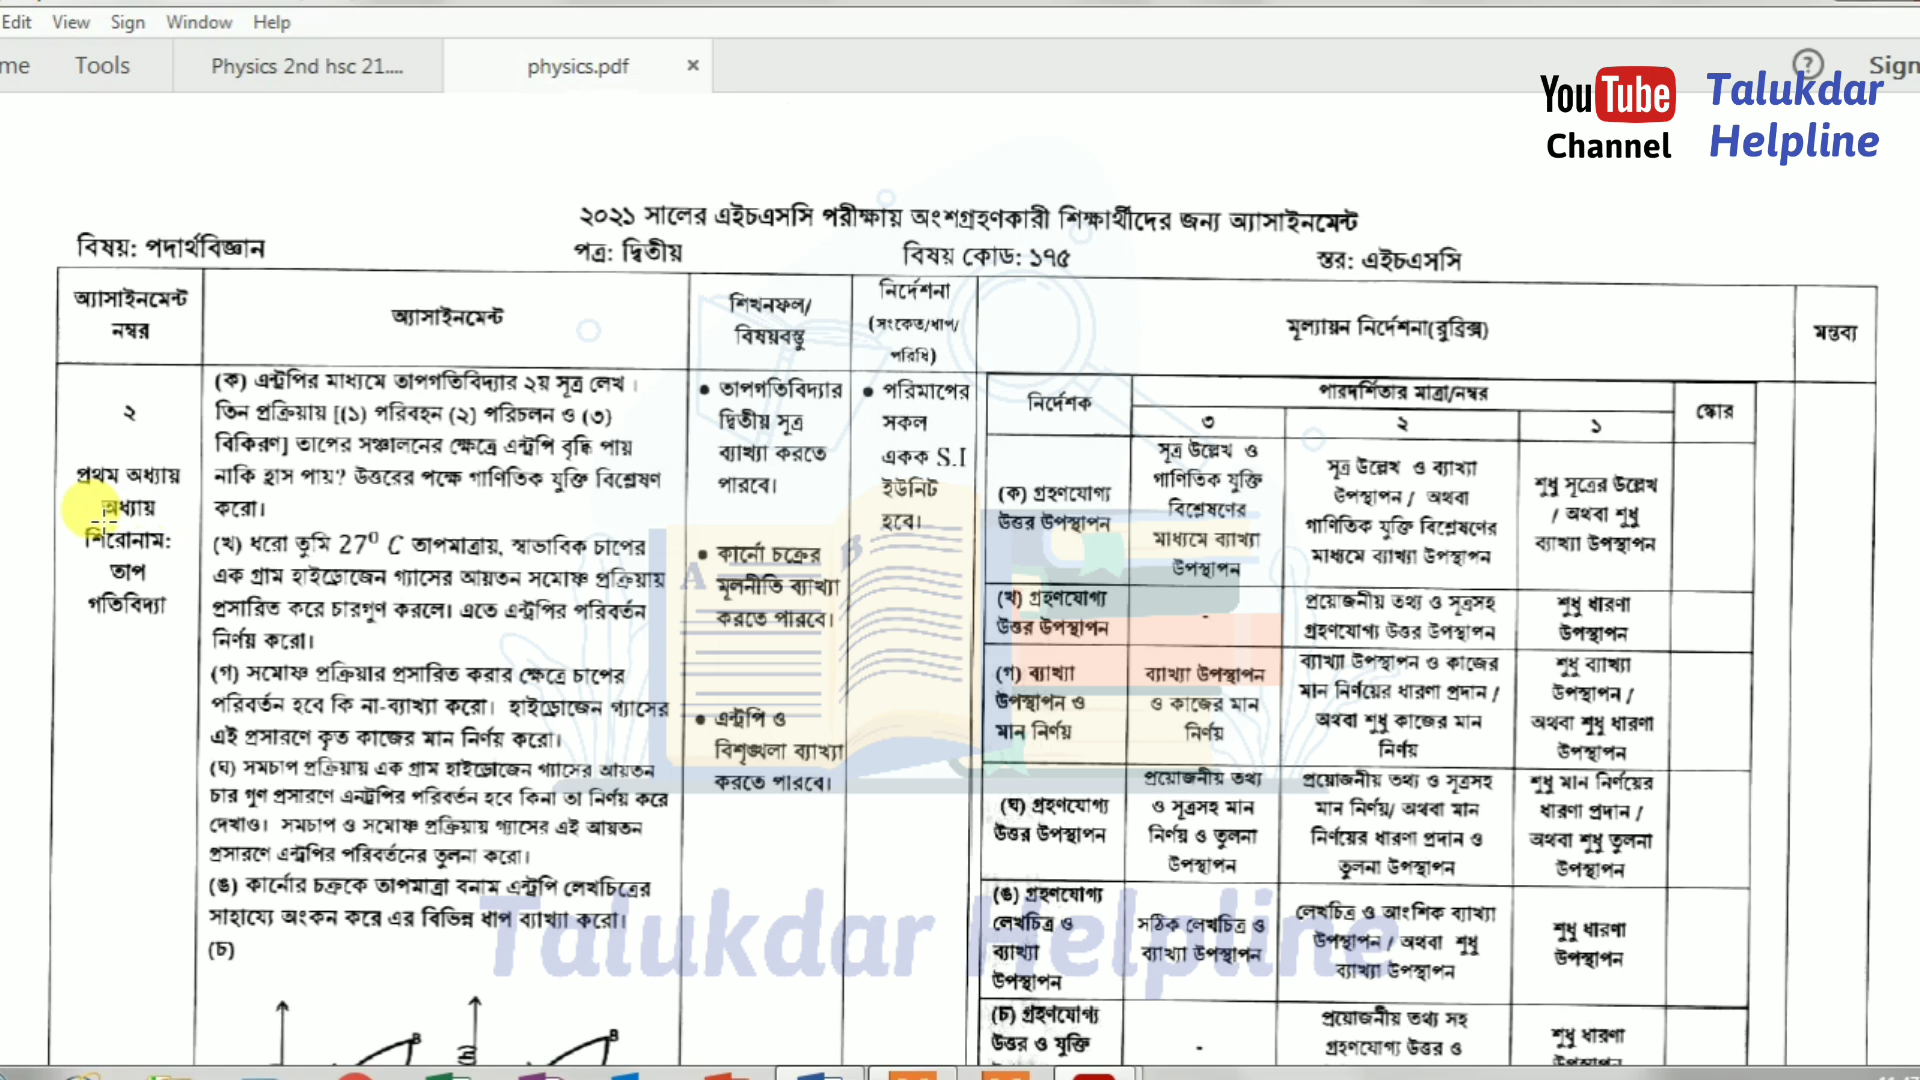 Edit View Sign Window Help
me Tools Physics 2nd hsc 21.... physics.pdf × ? Sign
YouTube Channel
Talukdar Helpline
২০২১ সালের এইচএসসি পরীক্ষায় অংশগ্রহণকারী শিক্ষার্থীদের জন্য অ্যাসাইনমেন্ট
বিষয়: পদার্থবিজ্ঞান পত্র: দ্বিতীয় বিষয় কোড: ১৭৫ স্তর: এইচএসসি
অ্যাসাইনমেন্ট
নম্বর
অ্যাসাইনমেন্ট
শিখনফল/
বিষয়বস্তু
নির্দেশনা
(সংকেত/ধাপ/
পরিধি)
মূল্যায়ন নির্দেশনা(রুব্রিক্স)
মন্তব্য
২
প্রথম অধ্যায়
অধ্যায়
শিরোনাম:
তাপ
গতিবিদ্যা
(ক) এন্ট্রপির মাধ্যমে তাপগতিবিদ্যার ২য় সূত্র লেখ ।
তিন প্রক্রিয়ায় [(১) পরিবহন (২) পরিচলন ও (৩)
বিকিরণ] তাপের সঞ্চালনের ক্ষেত্রে এন্ট্রপি বৃদ্ধি পায়
নাকি হ্রাস পায়? উত্তরের পক্ষে গাণিতিক যুক্তি বিশ্লেষণ
করো।
(খ) ধরো তুমি 27⁰ C তাপমাত্রায়, স্বাভাবিক চাপের
এক গ্রাম হাইড্রোজেন গ্যাসের আয়তন সমোষ্ণ প্রক্রিয়ায়
প্রসারিত করে চারগুণ করলে। এতে এন্ট্রপির পরিবর্তন
নির্ণয় করো।
(গ) সমোষ্ণ প্রক্রিয়ার প্রসারিত করার ক্ষেত্রে চাপের
পরিবর্তন হবে কি না-ব্যাখ্যা করো। হাইড্রোজেন গ্যাসের
এই প্রসারণে কৃত কাজের মান নির্ণয় করো।
(ঘ) সমচাপ প্রক্রিয়ায় এক গ্রাম হাইড্রোজেন গ্যাসের আয়তন
চার গুণ প্রসারণে এনট্রপির পরিবর্তন হবে কিনা তা নির্ণয় করে
দেখাও। সমচাপ ও সমোষ্ণ প্রক্রিয়ায় গ্যাসের এই আয়তন
প্রসারণে এন্ট্রপির পরিবর্তনের তুলনা করো।
(ঙ) কার্নোর চক্রকে তাপমাত্রা বনাম এন্ট্রপি লেখচিত্রের
সাহায্যে অংকন করে এর বিভিন্ন ধাপ ব্যাখ্যা করো।
(চ)
B
B
(h)
• তাপগতিবিদ্যার
দ্বিতীয় সূত্র
ব্যাখ্যা করতে
পারবে।
• কার্নো চক্রের
মূলনীতি ব্যাখ্যা
করতে পারবে।
• এন্ট্রপি ও
বিশৃঙ্খলা ব্যাখ্যা
করতে পারবে।
• পরিমাপের
সকল
একক S.I
ইউনিট
হবে।
নির্দেশক
পারদর্শিতার মাত্রা/নম্বর
স্কোর
৩ ২ ১
(ক) গ্রহণযোগ্য
উত্তর উপস্থাপন
সূত্র উল্লেখ ও
গাণিতিক যুক্তি
বিশ্লেষণের
মাধ্যমে ব্যাখ্যা
উপস্থাপন
সূত্র উল্লেখ ও ব্যাখ্যা
উপস্থাপন / অথবা
গাণিতিক যুক্তি বিশ্লেষণের
মাধ্যমে ব্যাখ্যা উপস্থাপন
শুধু সূত্রের উল্লেখ
/ অথবা শুধু
ব্যাখ্যা উপস্থাপন
(খ) গ্রহণযোগ্য
উত্তর উপস্থাপন
-
প্রয়োজনীয় তথ্য ও সূত্রসহ
গ্রহণযোগ্য উত্তর উপস্থাপন
শুধু ধারণা
উপস্থাপন
(গ) ব্যাখ্যা
উপস্থাপন ও
মান নির্ণয়
ব্যাখ্যা উপস্থাপন
ও কাজের মান
নির্ণয়
ব্যাখ্যা উপস্থাপন ও কাজের
মান নির্ণয়ের ধারণা প্রদান /
অথবা শুধু কাজের মান
নির্ণয়
শুধু ব্যাখ্যা
উপস্থাপন /
অথবা শুধু ধারণা
উপস্থাপন
(ঘ) গ্রহণযোগ্য
উত্তর উপস্থাপন
প্রয়োজনীয় তথ্য
ও সূত্রসহ মান
নির্ণয় ও তুলনা
উপস্থাপন
প্রয়োজনীয় তথ্য ও সূত্রসহ
মান নির্ণয়/ অথবা মান
নির্ণয়ের ধারণা প্রদান ও
তুলনা উপস্থাপন
শুধু মান নির্ণয়ের
ধারণা প্রদান /
অথবা শুধু তুলনা
উপস্থাপন
(ঙ) গ্রহণযোগ্য
লেখচিত্র ও
ব্যাখ্যা
উপস্থাপন
সঠিক লেখচিত্র ও
ব্যাখ্যা উপস্থাপন
লেখচিত্র ও আংশিক ব্যাখ্যা
উপস্থাপন / অথবা শুধু
ব্যাখ্যা উপস্থাপন
শুধু ধারণা
উপস্থাপন
(চ) গ্রহণযোগ্য
উত্তর ও যুক্তি
-
প্রয়োজনীয় তথ্য সহ
গ্রহণযোগ্য উত্তর ও
শুধু ধারণা
উপস্থাপন
A B
Talukdar Helpline